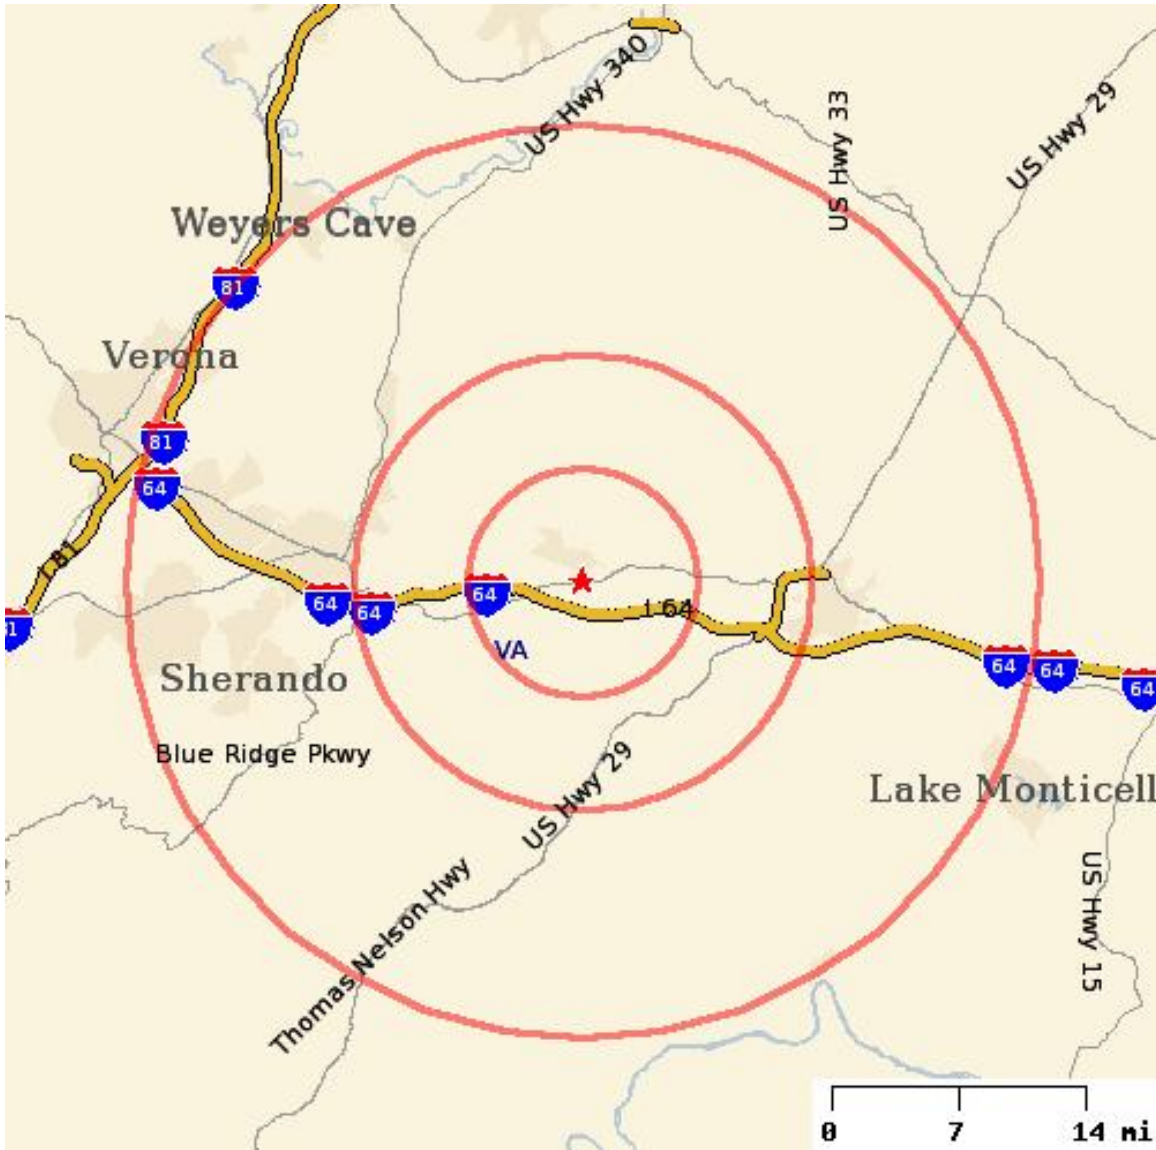 US Hwy 340
US Hwy 33
US Hwy 29
Weyers Cave
81
Verona
81
64
I 81
64
64
64
I 64
VA
Sherando
64
64
64
Blue Ridge Pkwy
US Hwy 29
Lake Monticell
Thomas Nelson Hwy
US Hwy 15
0 7 14 mi